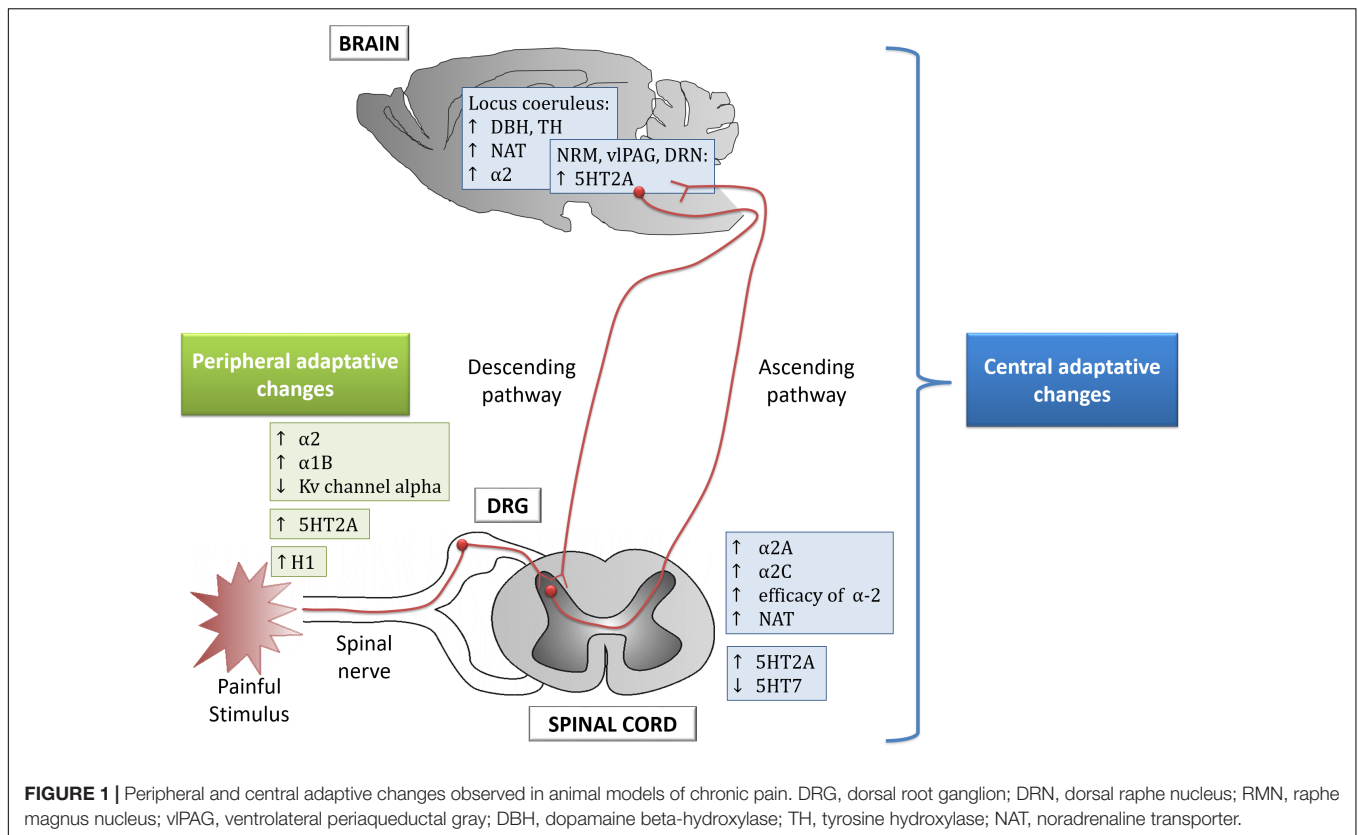 BRAIN
Locus coeruleus:
↑ DBH, TH
↑ NAT
↑ α2
NRM, vlPAG, DRN:
↑ 5HT2A
Peripheral adaptative
changes
Descending
pathway
Ascending
pathway
Central adaptative
changes
↑ α2
↑ α1B
↓ Kv channel alpha
↑ 5HT2A
↑ H1
DRG
↑ α2A
↑ α2C
↑ efficacy of α-2
↑ NAT
↑ 5HT2A
↓ 5HT7
Spinal
nerve
Painful
Stimulus
SPINAL CORD
FIGURE 1 | Peripheral and central adaptive changes observed in animal models of chronic pain. DRG, dorsal root ganglion; DRN, dorsal raphe nucleus; RMN, raphe
magnus nucleus; vlPAG, ventrolateral periaqueductal gray; DBH, dopamaine beta-hydroxylase; TH, tyrosine hydroxylase; NAT, noradrenaline transporter.